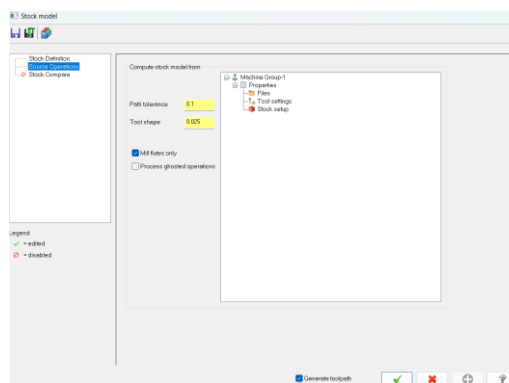 Stock model
Stock Definition
Source Operations
Stock Compare
Compute stock model from:
Machine Group-1
Properties
Files
Tool settings
Stock setup
Path tolerance
0.1
Tool shape
0.025
Mill flutes only
Process ghosted operations
Legend:
= edited
= disabled
Generate toolpath